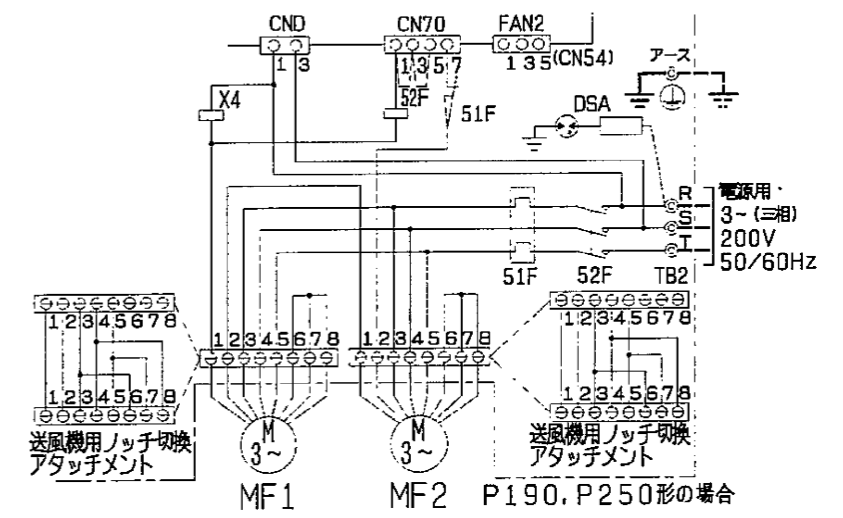 CND
CN70
FAN2
1 3
1 3 5 7
1 3 5 (CN54)
アース
X4
52F
51F
DSA
R
S
T
電源用
3~(三相)
200V
50/60Hz
51F
52F
TB2
1 2 3 4 5 6 7 8
1 2 3 4 5 6 7 8
1 2 3 4 5 6 7 8
1 2 3 4 5 6 7 8
1 2 3 4 5 6 7 8
1 2 3 4 5 6 7 8
送風機用ノッチ切換
アタッチメント
M
3~
M
3~
送風機用ノッチ切換
アタッチメント
MF1
MF2
P190,P250形の場合